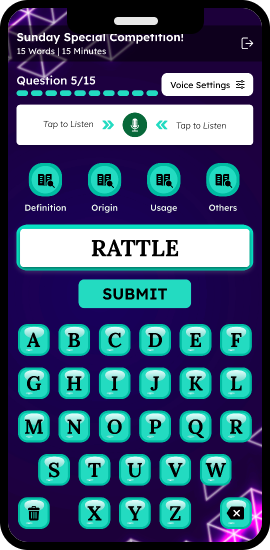 Sunday Special Competition!
15 Words | 15 Minutes
Question 5/15
Voice Settings
Tap to Listen Tap to Listen
Definition Origin Usage Others
RATTLE
SUBMIT
A B C D E F
G H I J K L
M N O P Q R
S T U V W
X Y Z